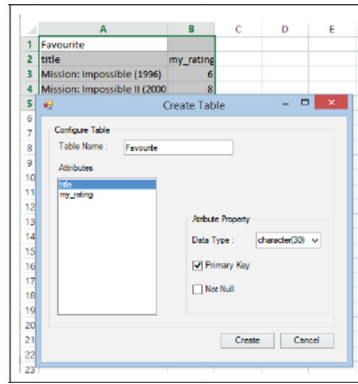 A B C D E
1 Favourite
2 title my_rating
3 Mission: Impossible (1996) 6
4 Mission: Impossible II (2000 8
5 Create Table
6
7 Configure Table
8 Table Name : Favourite
9
10 Attributes
11 title
12 my_rating
13
14 Attribute Property
15 Data Type : character(30)
16
17 Primary Key
18
19 Not Null
20
21 Create Cancel
22
23